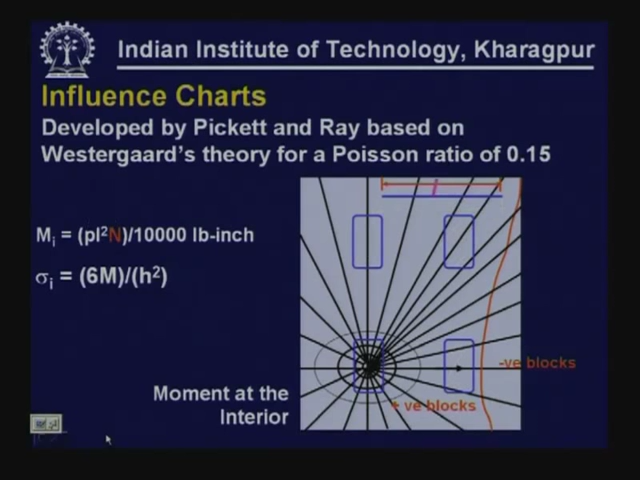 Indian Institute of Technology, Kharagpur
Influence Charts
Developed by Pickett and Ray based on
Westergaard's theory for a Poisson ratio of 0.15
Mᵢ = (pl²N)/10000 lb-inch
σᵢ = (6M)/(h²)
l
-ve blocks
+ ve blocks
Moment at the
Interior